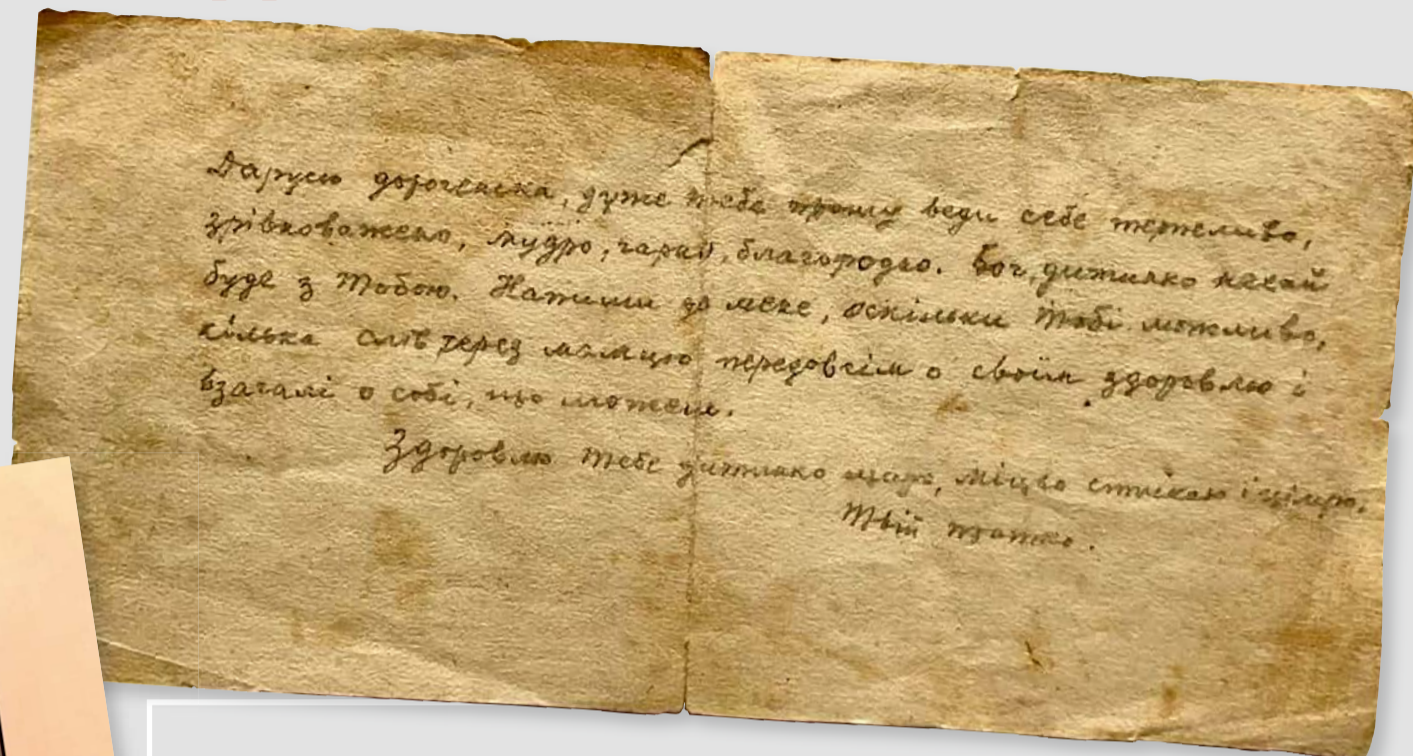 Дарусю дорогенька, дуже тебе прошу веди себе терпеливо,
зрівноважено, мудро, гарно, благородно. Бог, дитинко нехай
буде з Тобою. Напиши до мене, оскільки Тобі можливо,
кілька слів через мамцю передовсім о своїм здоровлю і
взагалі о собі, що можеш.
Здоровлю Тебе дитинко щиро, міцно стискаю і цілую.
Твій татко.